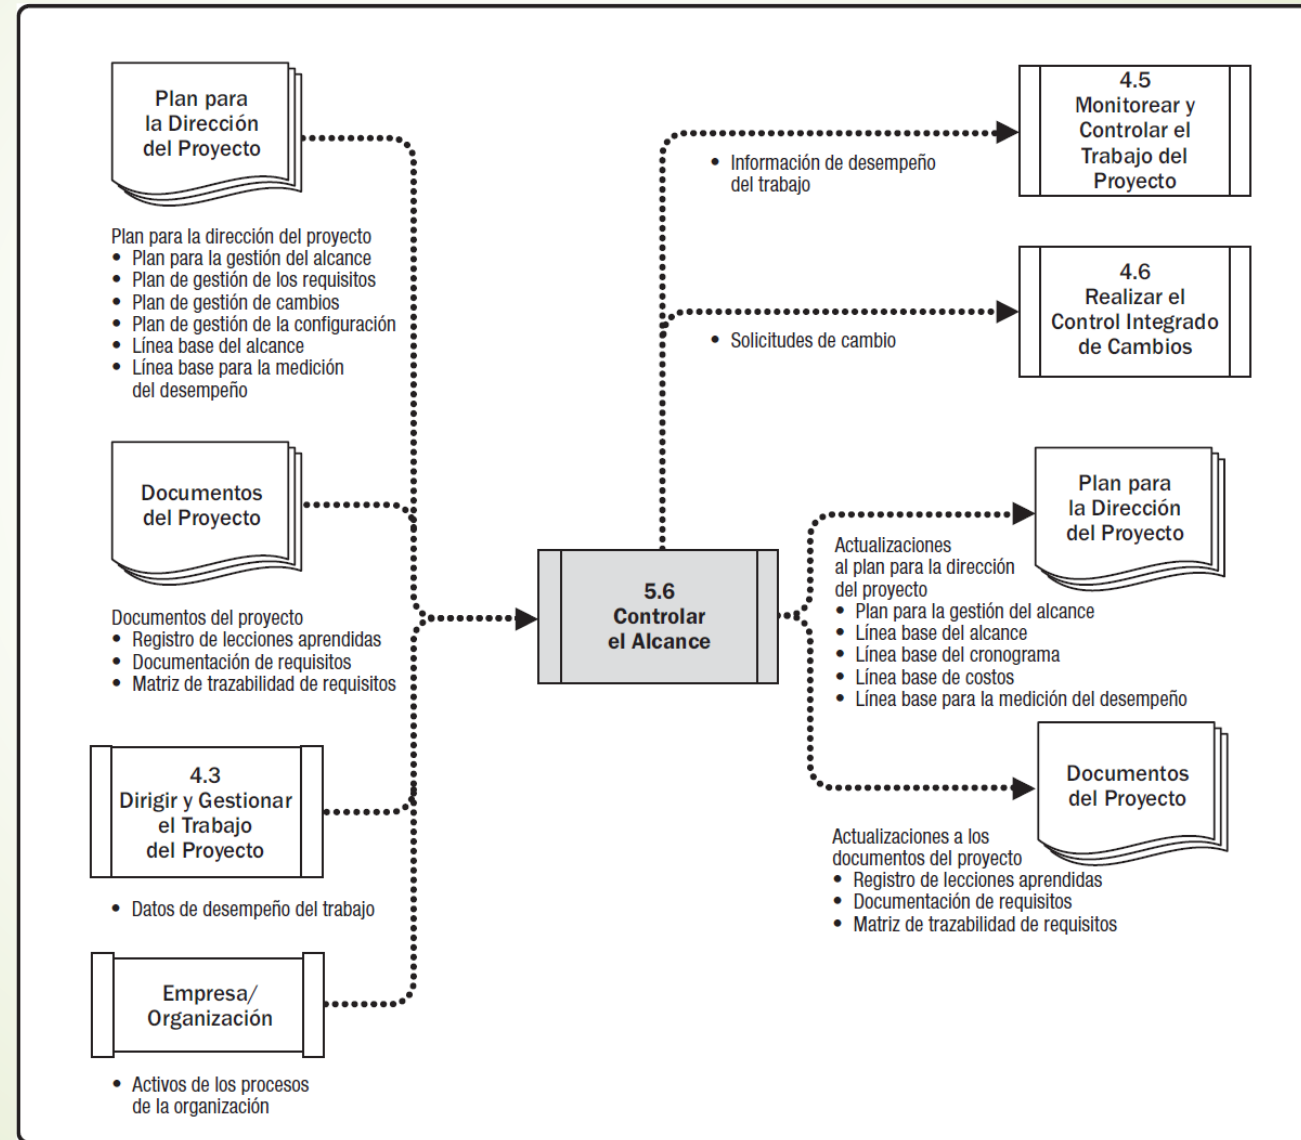 Plan para
la Dirección
del Proyecto
Plan para la dirección del proyecto
• Plan para la gestión del alcance
• Plan de gestión de los requisitos
• Plan de gestión de cambios
• Plan de gestión de la configuración
• Línea base del alcance
• Línea base para la medición
del desempeño
Documentos
del Proyecto
Documentos del proyecto
• Registro de lecciones aprendidas
• Documentación de requisitos
• Matriz de trazabilidad de requisitos
4.3
Dirigir y Gestionar
el Trabajo
del Proyecto
• Datos de desempeño del trabajo
Empresa/
Organización
• Activos de los procesos
de la organización
5.6
Controlar
el Alcance
• Información de desempeño
del trabajo
4.5
Monitorear y
Controlar el
Trabajo del
Proyecto
• Solicitudes de cambio
4.6
Realizar el
Control Integrado
de Cambios
Plan para
la Dirección
del Proyecto
Actualizaciones
al plan para la dirección
del proyecto
• Plan para la gestión del alcance
• Línea base del alcance
• Línea base del cronograma
• Línea base de costos
• Línea base para la medición del desempeño
Documentos
del Proyecto
Actualizaciones a los
documentos del proyecto
• Registro de lecciones aprendidas
• Documentación de requisitos
• Matriz de trazabilidad de requisitos